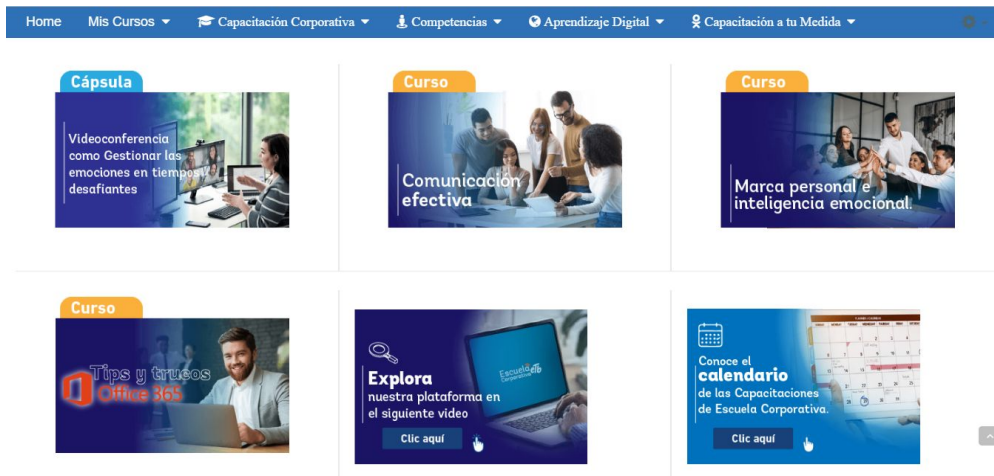 Home Mis Cursos Capacitación Corporativa Competencias Aprendizaje Digital Capacitación a tu Medida
Cápsula
Videoconferencia
como Gestionar las
emociones en tiempos
desafiantes
Curso
Comunicación
efectiva
Curso
Marca personal e
inteligencia emocional.
Curso
Tips y trucos
Office 365
Explora
nuestra plataforma en
el siguiente video
Clic aquí
Escuela
Corporativa
Conoce el
calendario
de las Capacitaciones
de Escuela Corporativa.
Clic aquí